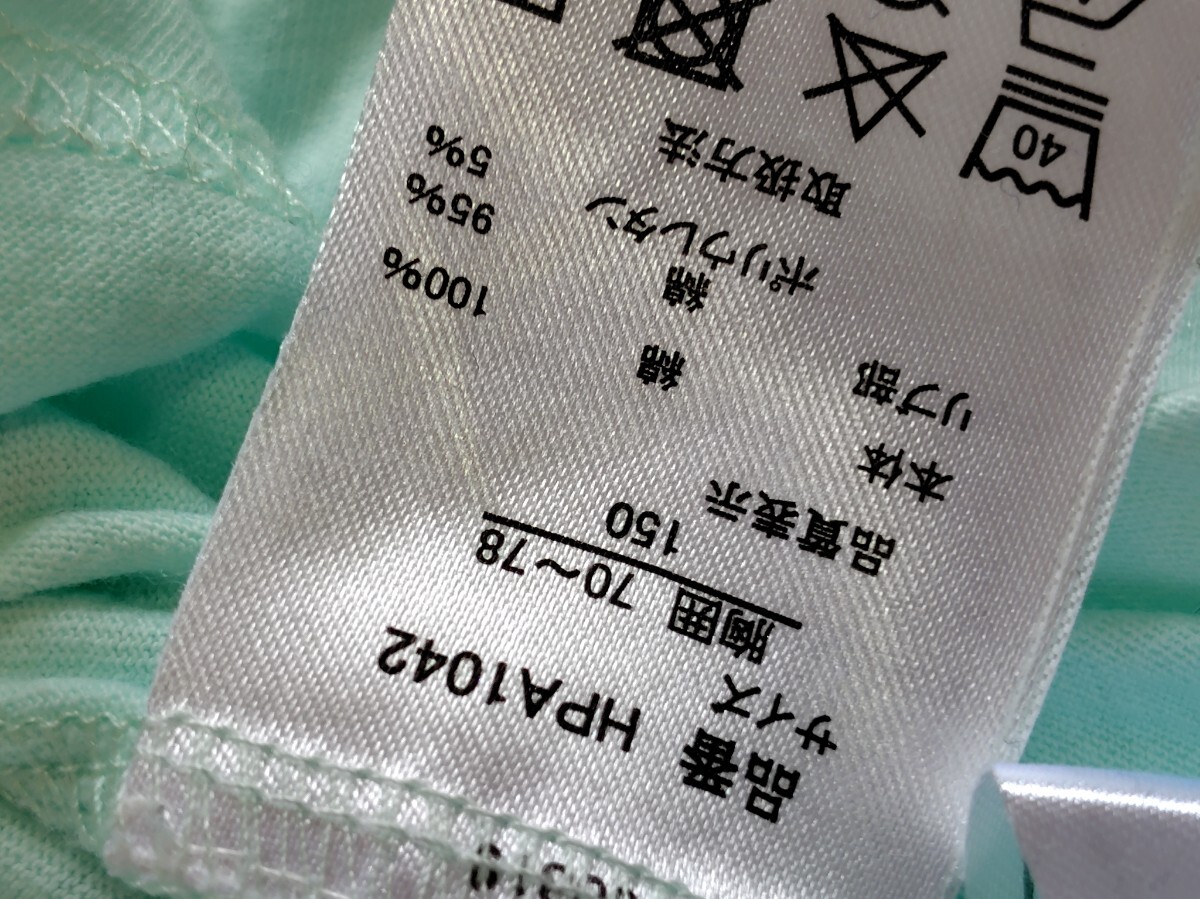 品番 HPA1042
サイズ
胸囲 70～78
150
品質表示
本体 綿 100%
リブ部 綿 95%
ポリウレタン 5%
取扱方法
40